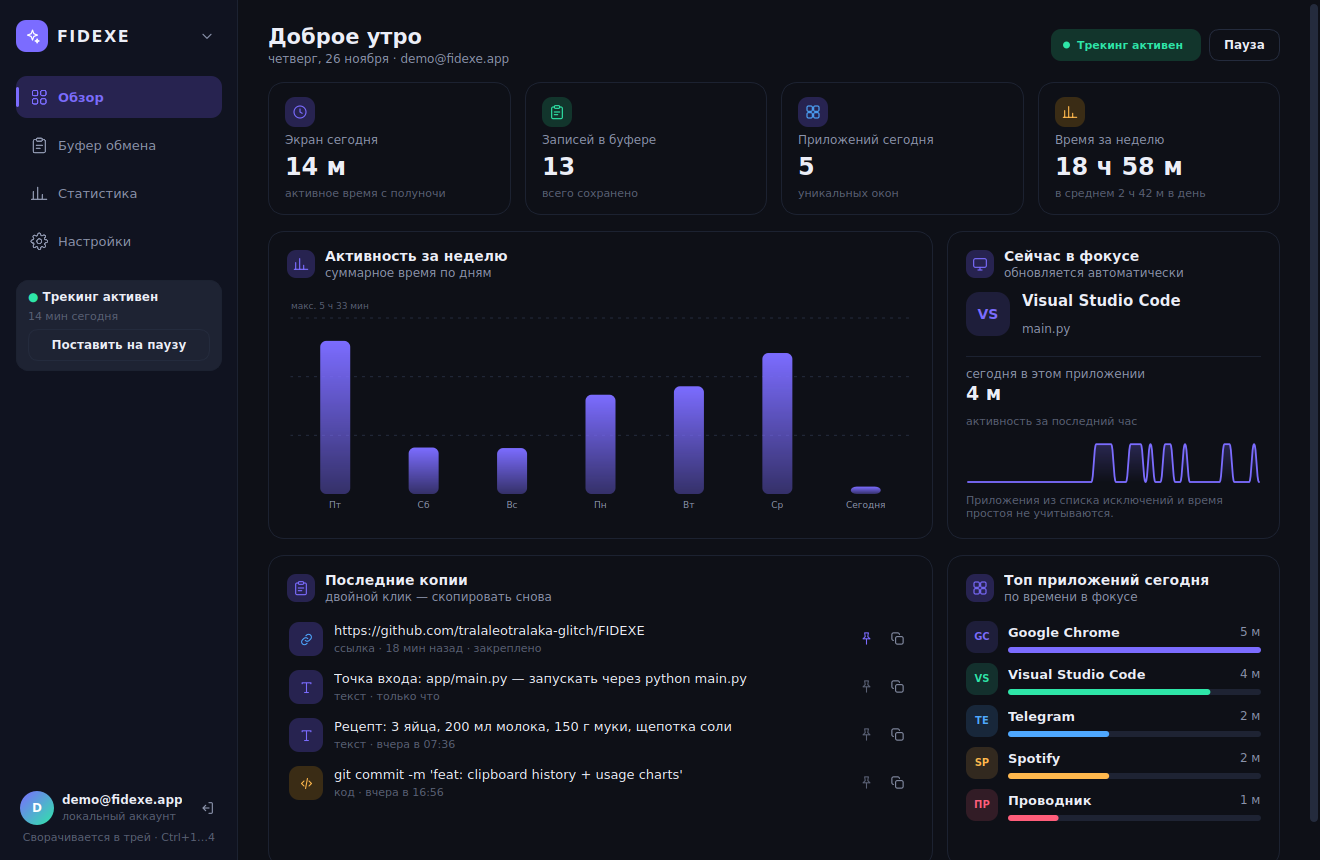 FIDEXE
Обзор
Буфер обмена
Статистика
Настройки
Трекинг активен
14 мин сегодня
Поставить на паузу
D
demo@fidexe.app
локальный аккаунт
Сворачивается в трей · Ctrl+1…4
Доброе утро
четверг, 26 ноября · demo@fidexe.app
Трекинг активен
Пауза
Экран сегодня
14 м
активное время с полуночи
Записей в буфере
13
всего сохранено
Приложений сегодня
5
уникальных окон
Время за неделю
18 ч 58 м
в среднем 2 ч 42 м в день
Активность за неделю
суммарное время по дням
макс. 5 ч 33 мин
Пт Сб Вс Пн Вт Ср Сегодня
Сейчас в фокусе
обновляется автоматически
VS
Visual Studio Code
main.py
сегодня в этом приложении
4 м
активность за последний час
Приложения из списка исключений и время
простоя не учитываются.
Последние копии
двойной клик — скопировать снова
https://github.com/tralaleotralaka-glitch/FIDEXE
ссылка · 18 мин назад · закреплено
Точка входа: app/main.py — запускать через python main.py
текст · только что
Рецепт: 3 яйца, 200 мл молока, 150 г муки, щепотка соли
текст · вчера в 07:36
git commit -m 'feat: clipboard history + usage charts'
код · вчера в 16:56
Топ приложений сегодня
по времени в фокусе
GC Google Chrome 5 м
VS Visual Studio Code 4 м
TE Telegram 2 м
SP Spotify 2 м
ПР Проводник 1 м